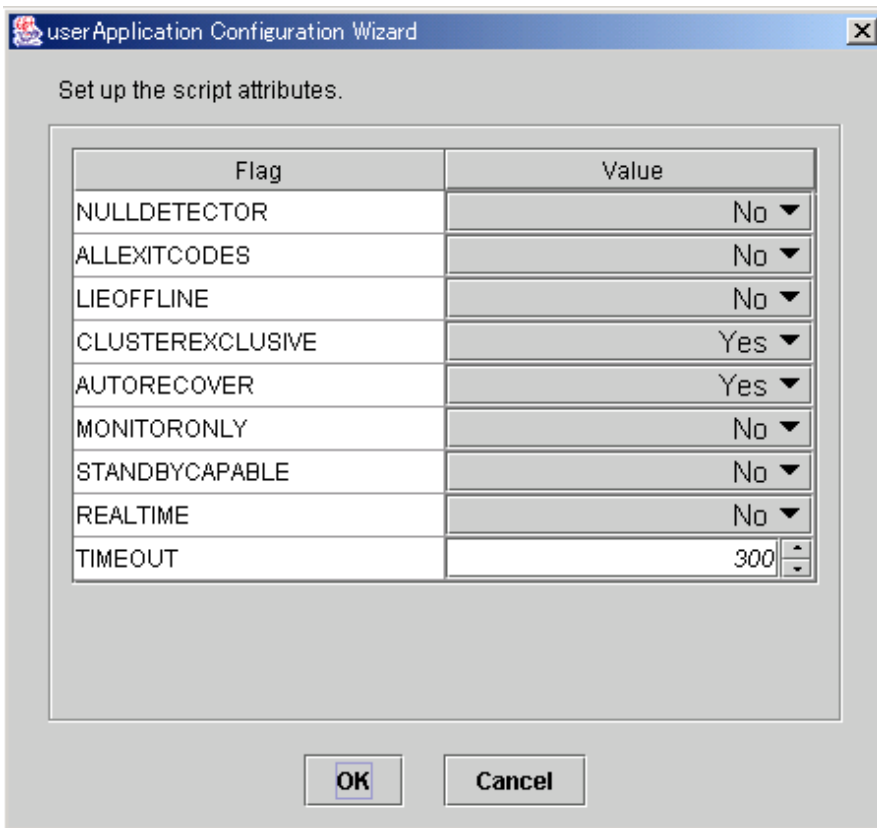 userApplication Configuration Wizard
Set up the script attributes.
Flag Value
NULLDETECTOR No
ALLEXITCODES No
LIEOFFLINE No
CLUSTEREXCLUSIVE Yes
AUTORECOVER Yes
MONITORONLY No
STANDBYCAPABLE No
REALTIME No
TIMEOUT 300
OK Cancel